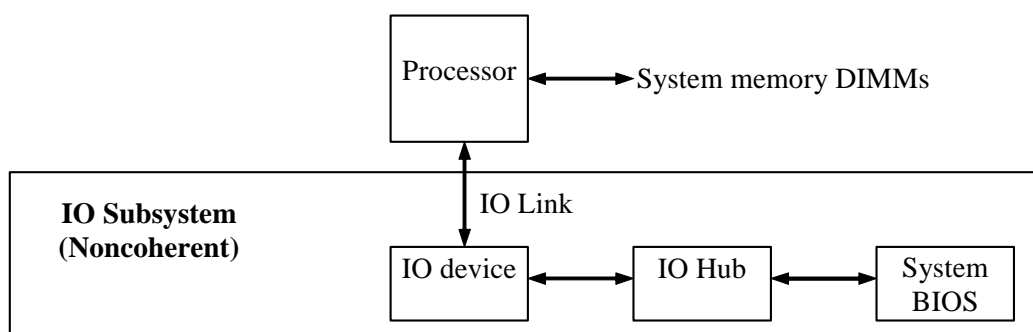 Processor
System memory DIMMs
IO Link
IO Subsystem
(Noncoherent)
IO device
IO Hub
System
BIOS